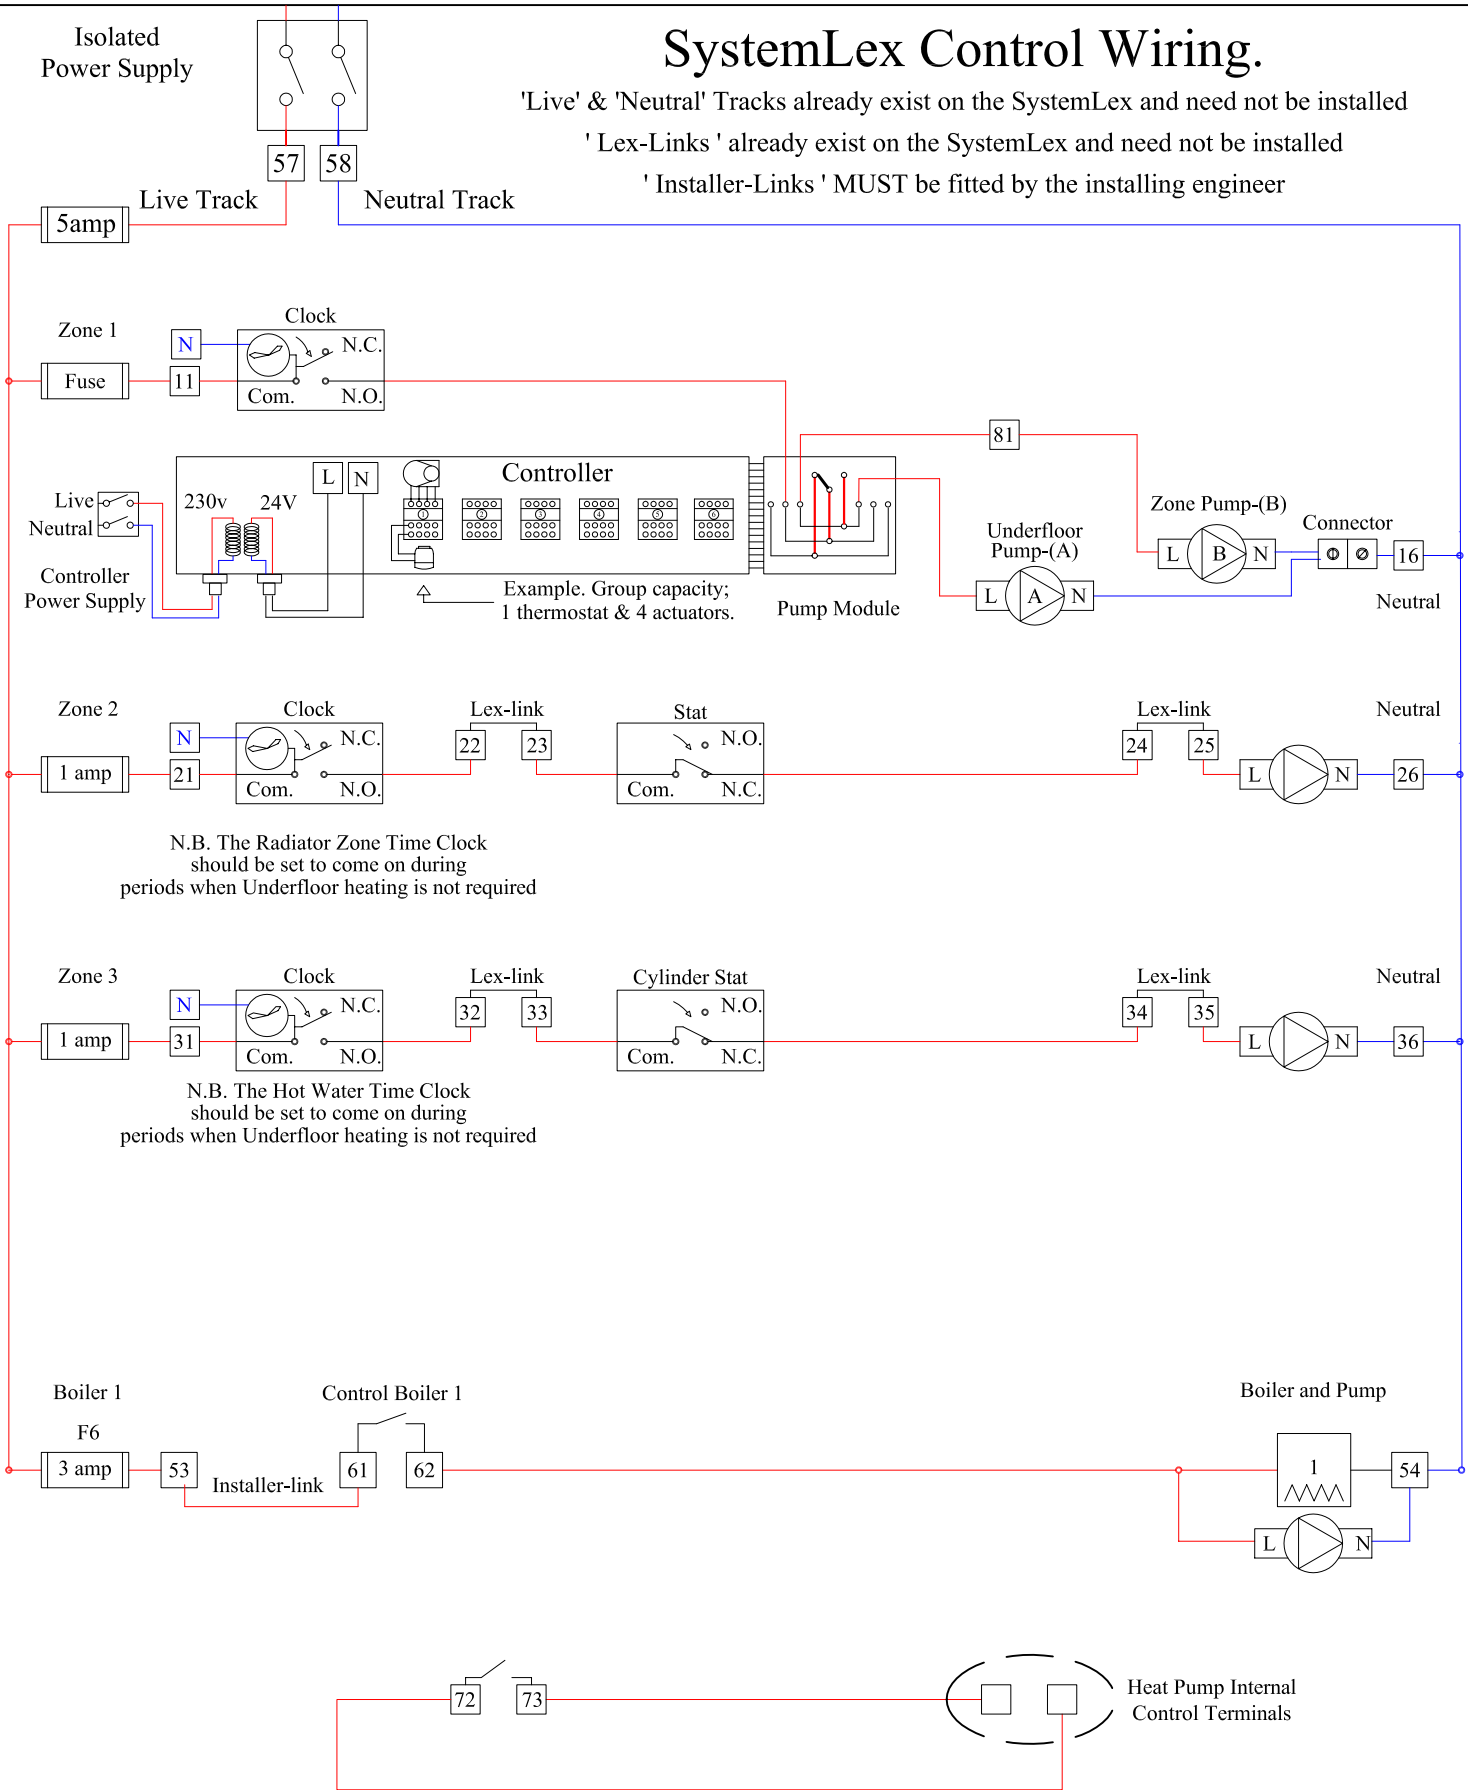 SystemLex Control Wiring.
'Live' & 'Neutral' Tracks already exist on the SystemLex and need not be installed
' Lex-Links ' already exist on the SystemLex and need not be installed
' Installer-Links ' MUST be fitted by the installing engineer
Isolated
Power Supply
57 58
Live Track Neutral Track
5amp
Zone 1
Fuse
N
11
Clock
N.C.
Com. N.O.
81
Controller
L N
230v 24V
Live
Neutral
Controller
Power Supply
1 2 3 4 5 6
Example. Group capacity;
1 thermostat & 4 actuators.
Pump Module
Underfloor
Pump-(A)
L A N
Zone Pump-(B)
L B N
Connector
16
Neutral
Zone 2
1 amp
N
21
Clock
N.C.
Com. N.O.
Lex-link
22 23
Stat
N.O.
Com. N.C.
Lex-link
24 25
L N
26
Neutral
N.B. The Radiator Zone Time Clock
should be set to come on during
periods when Underfloor heating is not required
Zone 3
1 amp
N
31
Clock
N.C.
Com. N.O.
Lex-link
32 33
Cylinder Stat
N.O.
Com. N.C.
Lex-link
34 35
L N
36
Neutral
N.B. The Hot Water Time Clock
should be set to come on during
periods when Underfloor heating is not required
Boiler 1
F6
3 amp
53
Installer-link
Control Boiler 1
61 62
Boiler and Pump
1
54
L N
72 73
Heat Pump Internal
Control Terminals